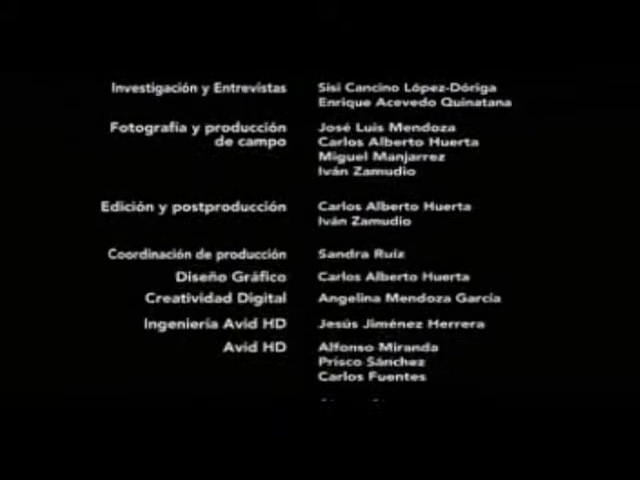 Investigación y Entrevistas Sisi Cancino López-Dóriga
Enrique Acevedo Quinatana
Fotografía y producción José Luis Mendoza
de campo Carlos Alberto Huerta
Miguel Manjarrez
Iván Zamudio
Edición y postproducción Carlos Alberto Huerta
Iván Zamudio
Coordinación de producción Sandra Ruiz
Diseño Gráfico Carlos Alberto Huerta
Creatividad Digital Angelina Mendoza García
Ingeniería Avid HD Jesús Jiménez Herrera
Avid HD Alfonso Miranda
Prisco Sánchez
Carlos Fuentes